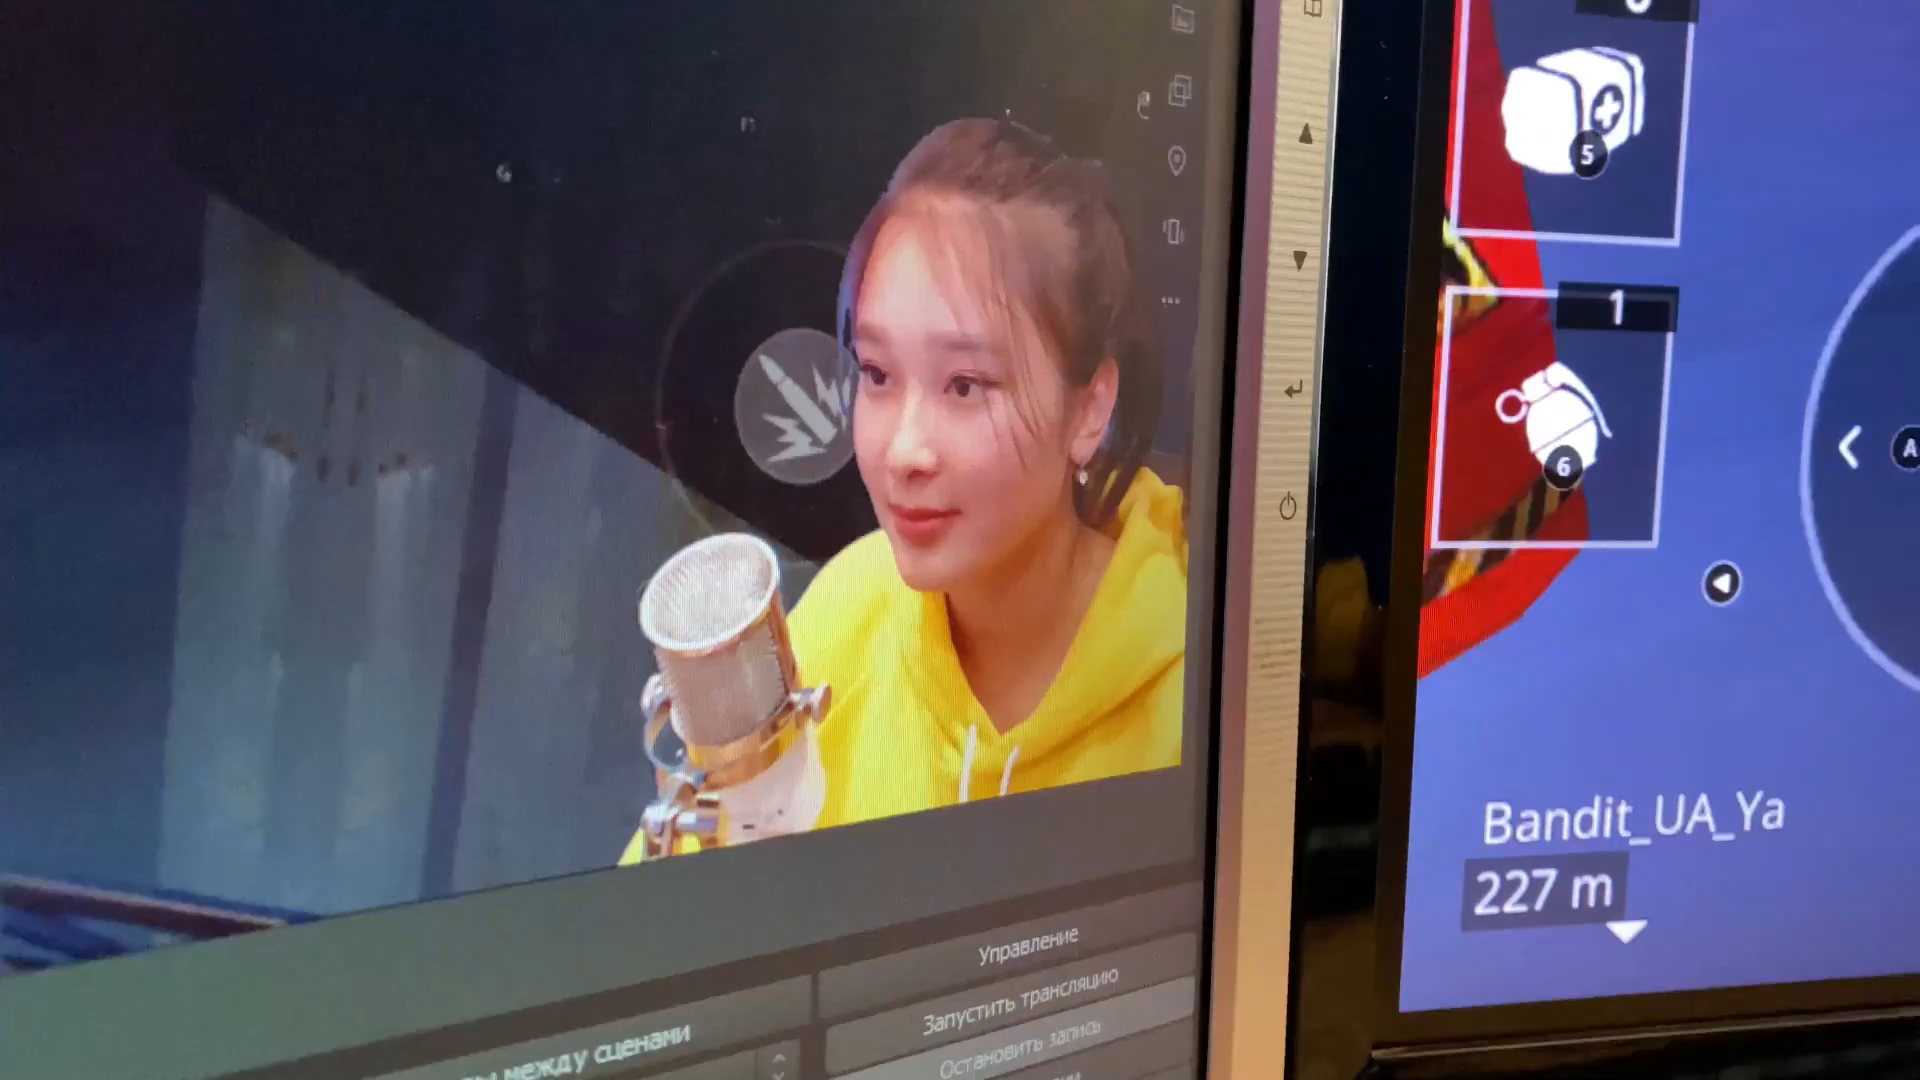 5
1
6
A
Bandit_UA_Ya
227 m
Управление
Запустить трансляцию
между сценами
Остановить запись